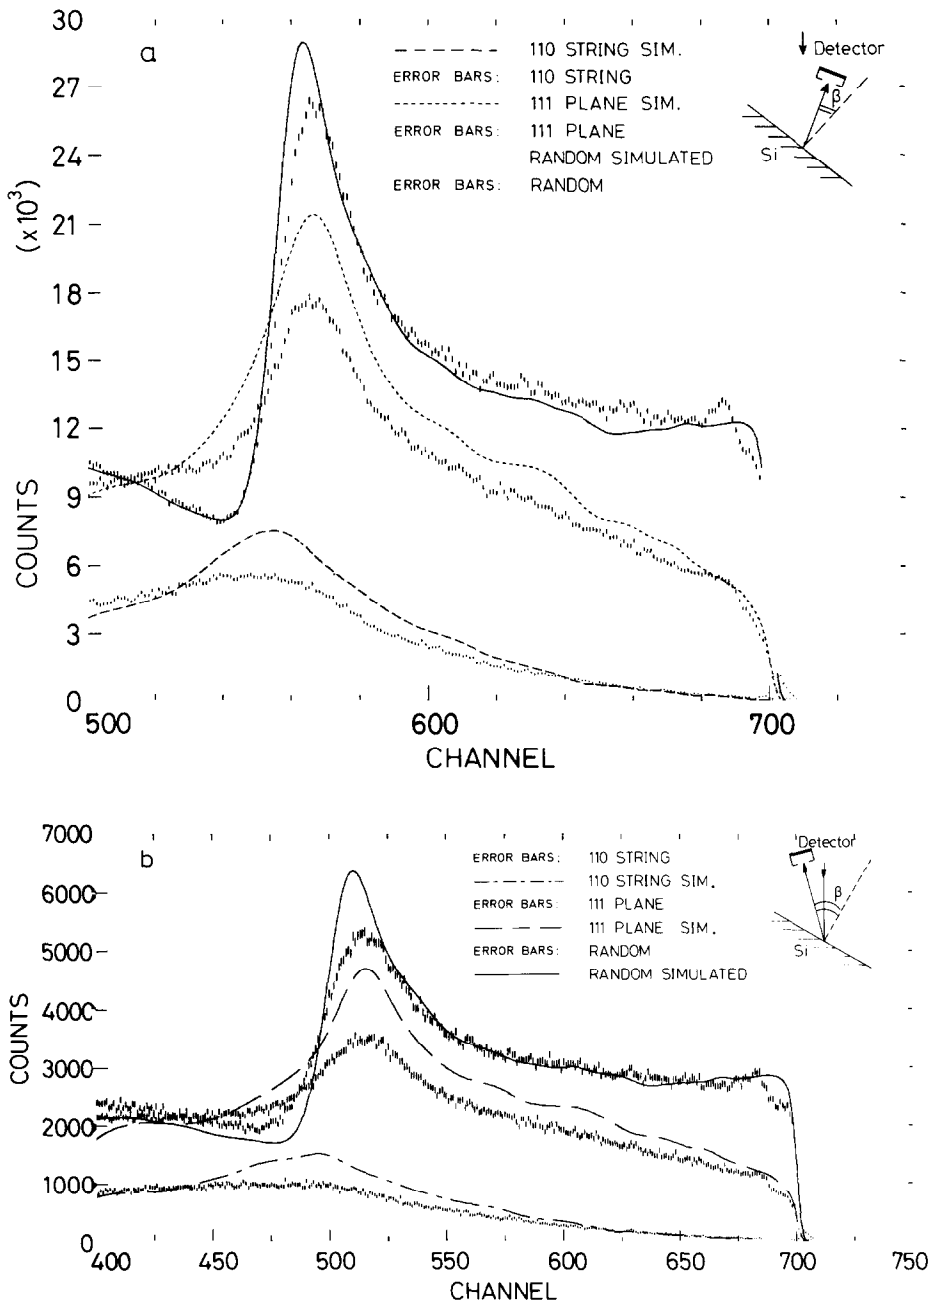 30
a
110 STRING SIM.
Detector
ERROR BARS: 110 STRING
27
111 PLANE SIM.
β
ERROR BARS: 111 PLANE
24
RANDOM SIMULATED
Si
ERROR BARS: RANDOM
(x10³)
21
18
15
12
COUNTS
9
6
3
0
500 600 700
CHANNEL
7000
b
Detector
ERROR BARS: 110 STRING
6000
110 STRING SIM.
β
ERROR BARS: 111 PLANE
111 PLANE SIM.
5000
ERROR BARS: RANDOM
Si
RANDOM SIMULATED
4000
COUNTS
3000
2000
1000
0
400 450 500 550 600 650 700 750
CHANNEL